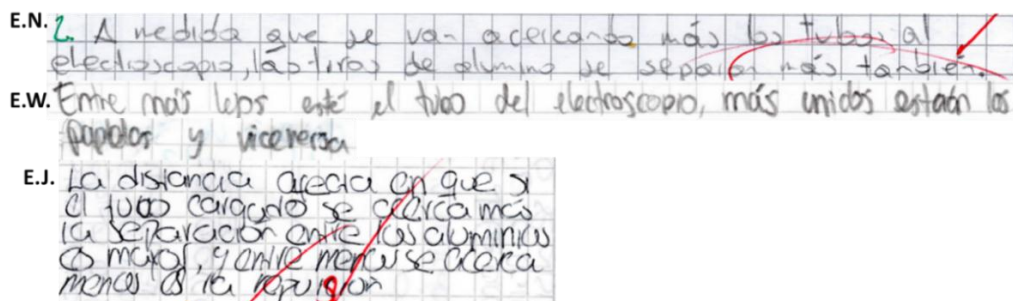 E.N. 2. A medida que se van acercando más los tubos al
electroscopio, las tiras de aluminio se separan más también.
E.W. Entre más lejos esté el tubo del electroscopio, más unidos estarán los
papeles y viceversa
E.J. La distancia afecta en que si
el tubo cargado se acerca mas
la separación entre los aluminios
es mayor, y entre menos se acerca
menos es la repulsión